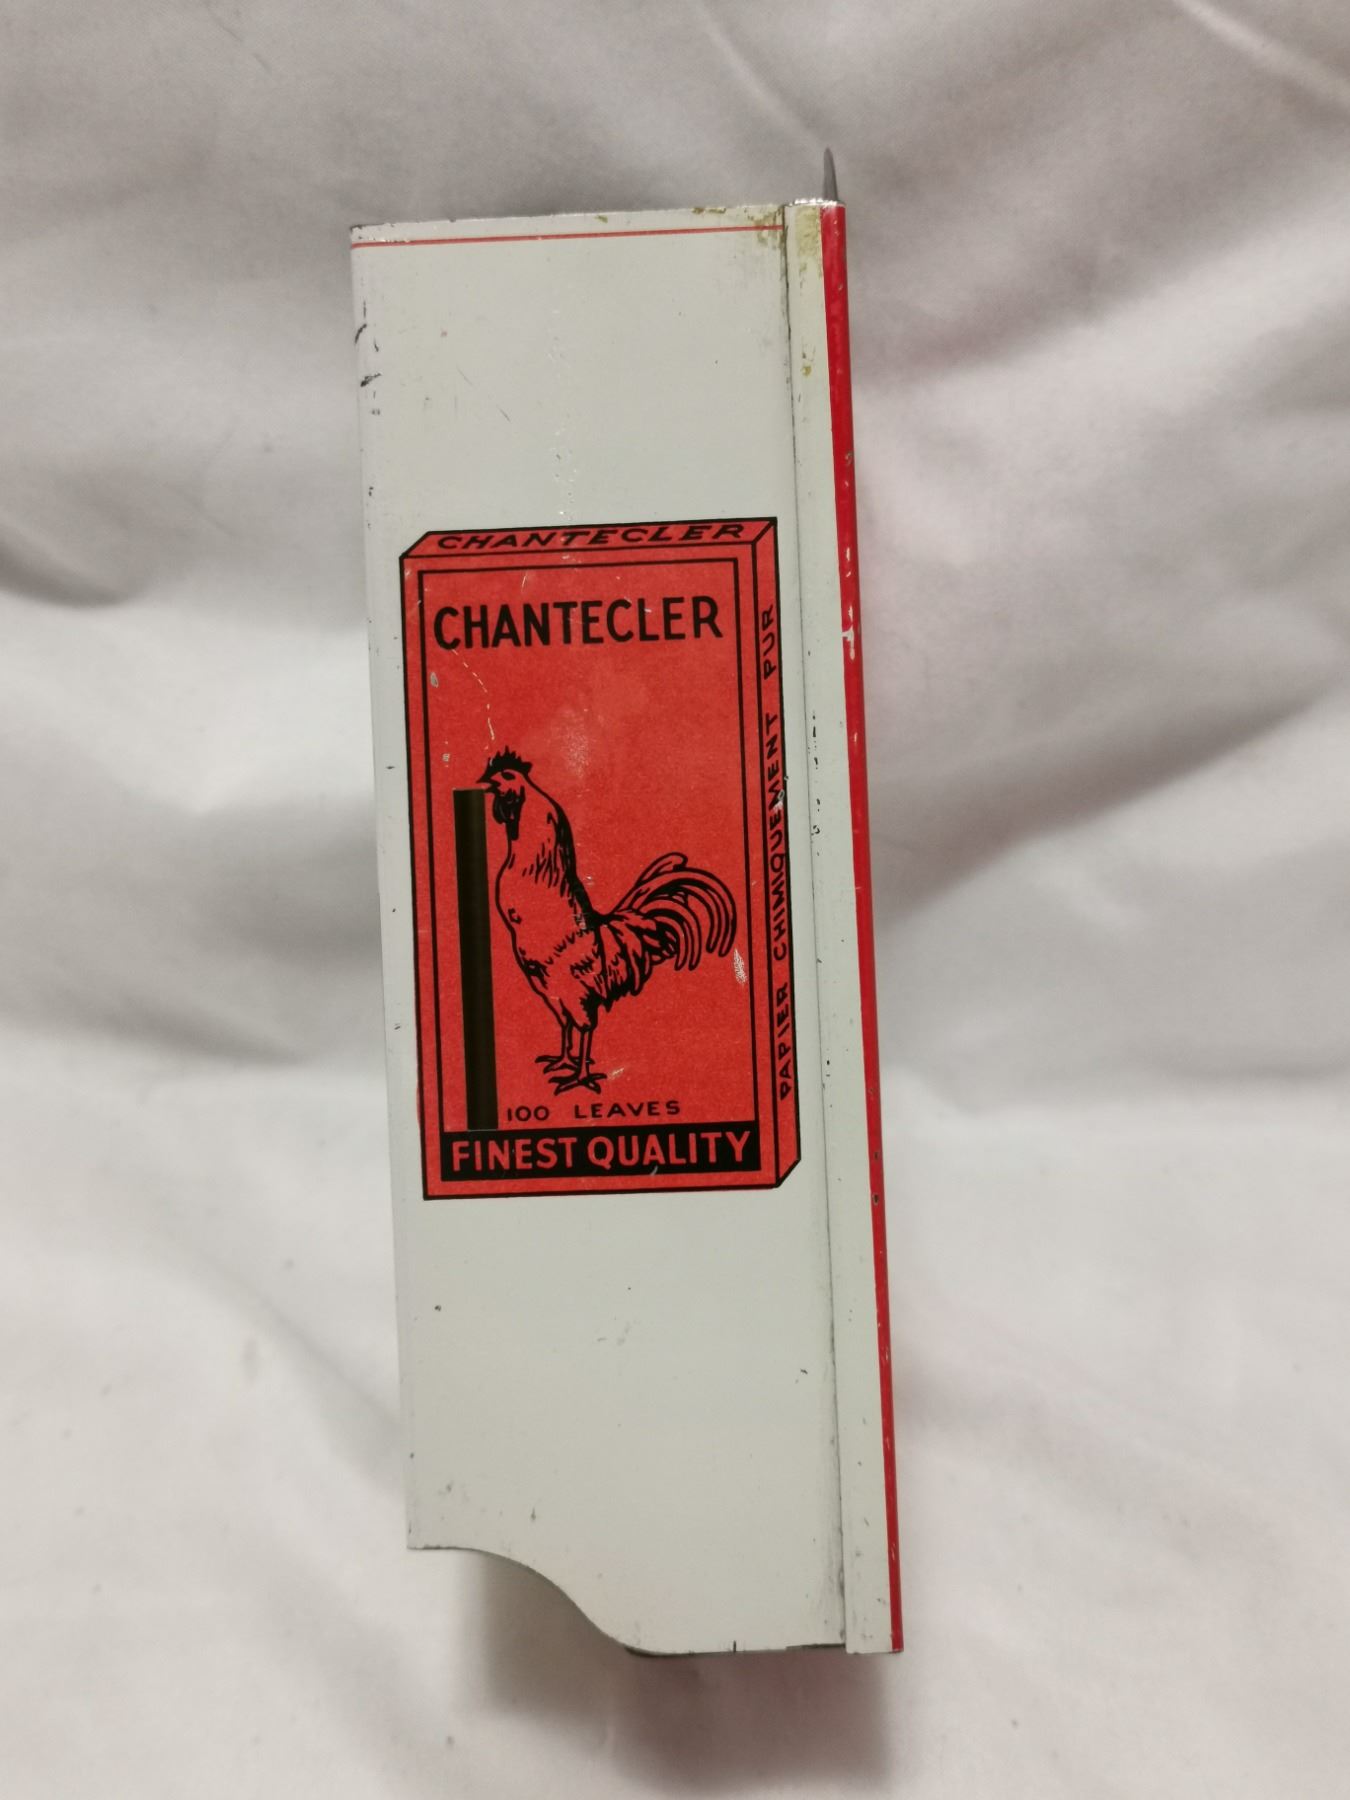 CHANTECLER
CHANTECLER
PAPIER CHIMIQUEMENT PUR
100 LEAVES
FINEST QUALITY